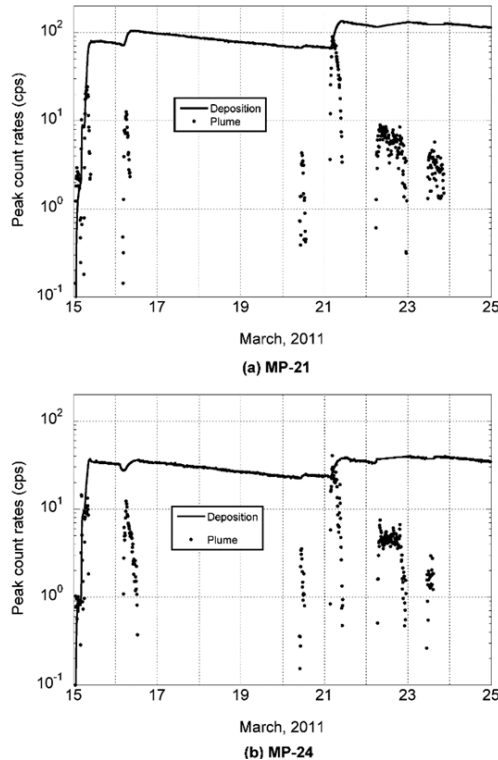 10²
10¹
10⁰
10⁻¹
Peak count rates (cps)
Deposition
Plume
15 17 19 21 23 25
March, 2011
(a) MP-21
10²
10¹
10⁰
10⁻¹
Peak count rates (cps)
Deposition
Plume
15 17 19 21 23 25
March, 2011
(b) MP-24